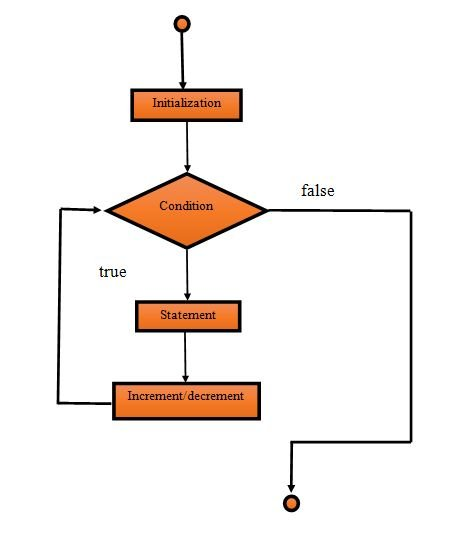 Initialization
Condition
false
true
Statement
Increment/decrement